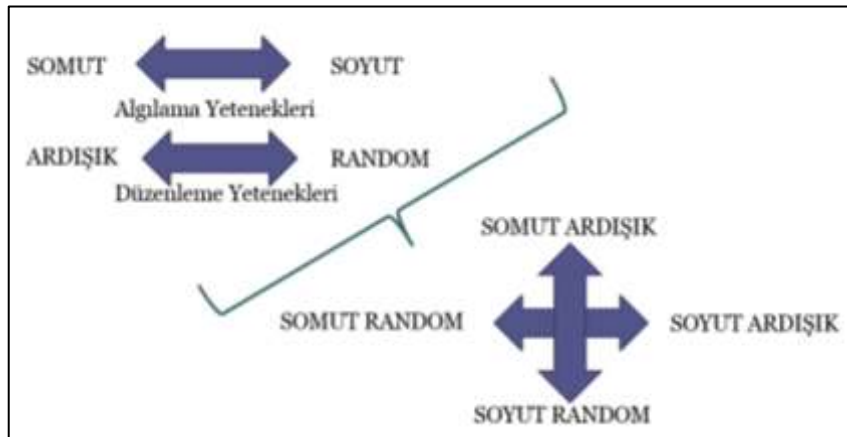 SOMUT SOYUT
Algılama Yetenekleri
ARDIŞIK RANDOM
Düzenleme Yetenekleri
SOMUT ARDIŞIK
SOMUT RANDOM SOYUT ARDIŞIK
SOYUT RANDOM